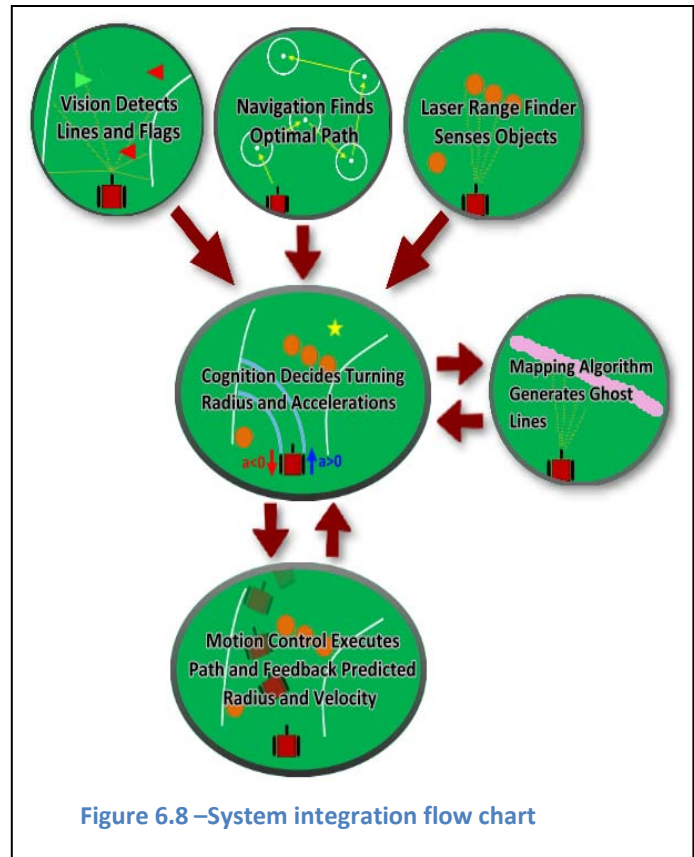 Vision Detects
Lines and Flags
Navigation Finds
Optimal Path
Laser Range Finder
Senses Objects
Cognition Decides Turning
Radius and Accelerations
a<0
a>0
Mapping Algorithm
Generates Ghost
Lines
Motion Control Executes
Path and Feedback Predicted
Radius and Velocity
Figure 6.8 –System integration flow chart